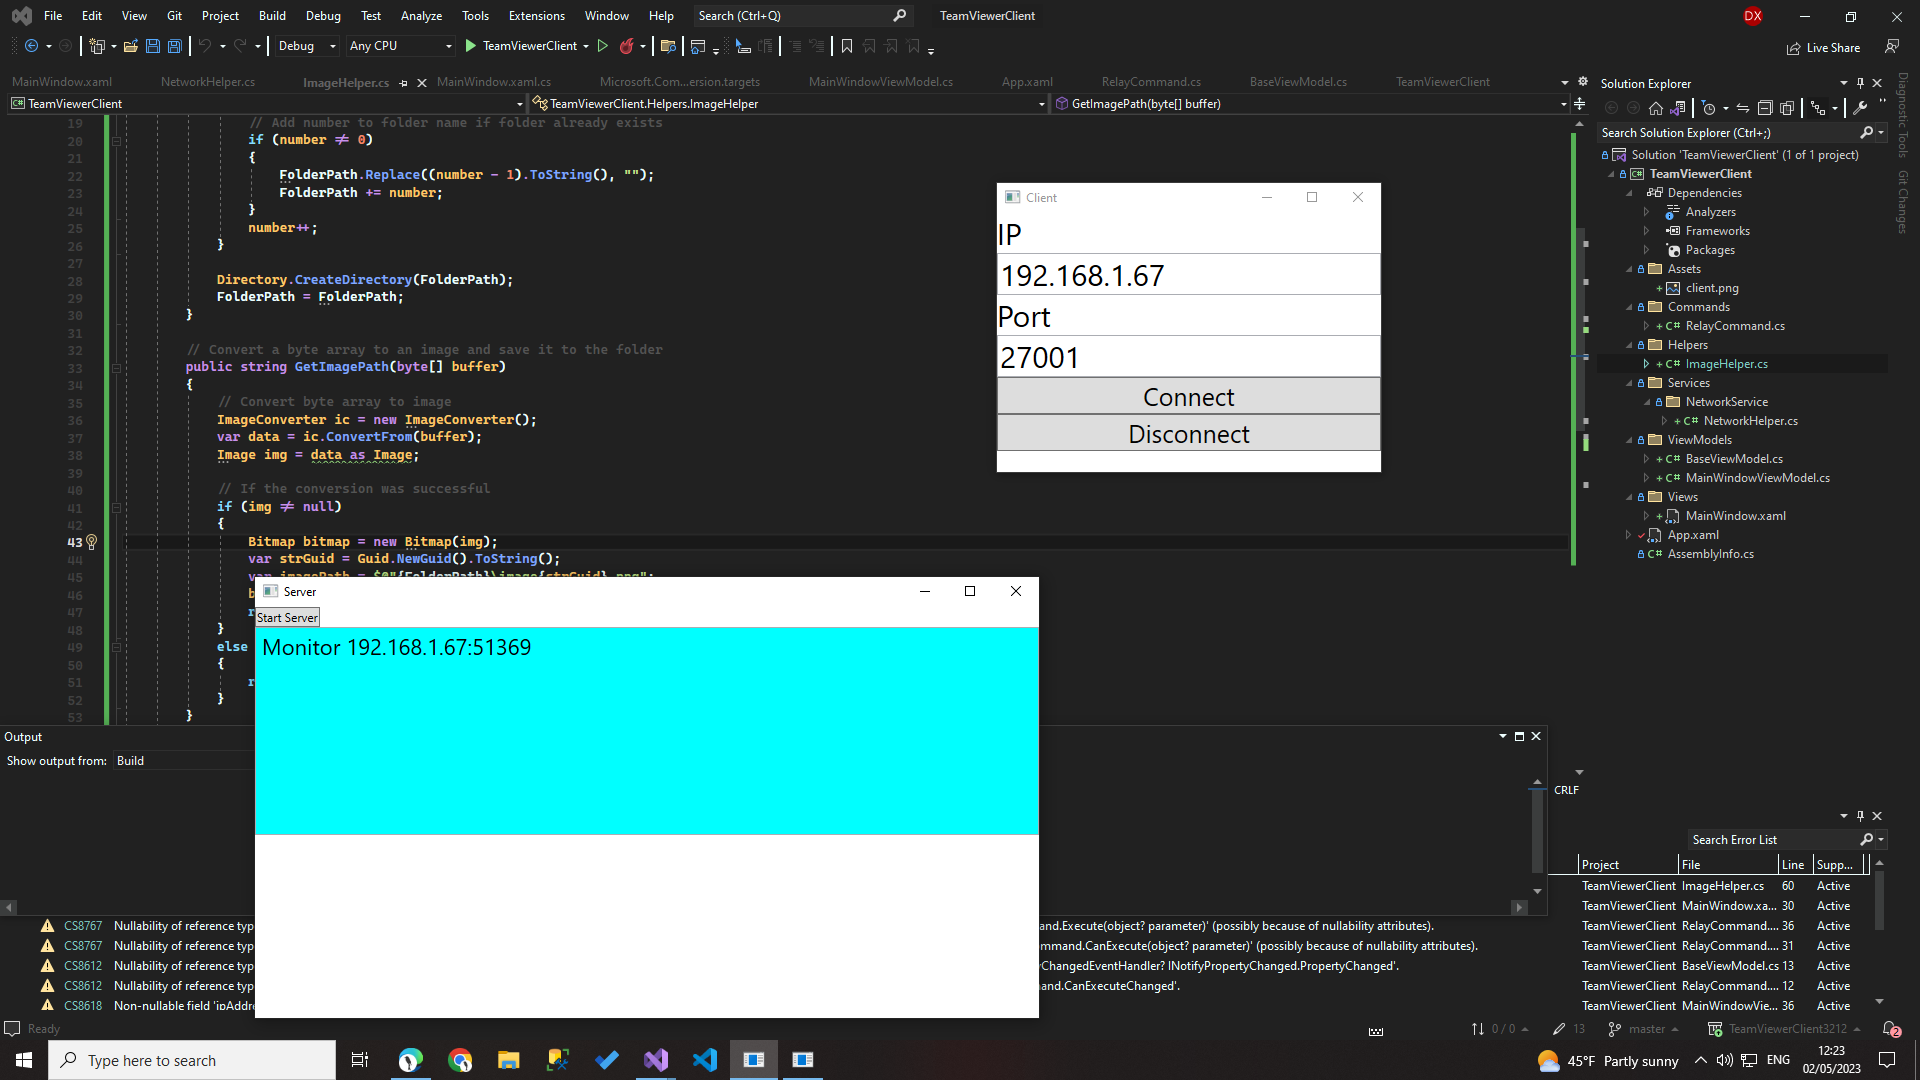 File Edit View Git Project Build Debug Test Analyze Tools Extensions Window Help Search (Ctrl+Q) TeamViewerClient DX
Debug Any CPU TeamViewerClient Live Share
MainWindow.xaml NetworkHelper.cs ImageHelper.cs MainWindow.xaml.cs Microsoft.Com...ersion.targets MainWindowViewModel.cs App.xaml RelayCommand.cs BaseViewModel.cs TeamViewerClient
TeamViewerClient TeamViewerClient.Helpers.ImageHelper GetImagePath(byte[] buffer)
19 // Add number to folder name if folder already exists
20 if (number ≠ 0)
21 {
22 FolderPath.Replace((number - 1).ToString(), "");
23 FolderPath += number;
24 }
25 number++;
26 }
27
28 Directory.CreateDirectory(FolderPath);
29 FolderPath = FolderPath;
30 }
31
32 // Convert a byte array to an image and save it to the folder
33 public string GetImagePath(byte[] buffer)
34 {
35 // Convert byte array to image
36 ImageConverter ic = new ImageConverter();
37 var data = ic.ConvertFrom(buffer);
38 Image img = data as Image;
39
40 // If the conversion was successful
41 if (img ≠ null)
42 {
43 Bitmap bitmap = new Bitmap(img);
44 var strGuid = Guid.NewGuid().ToString();
45 var imagePath = $@"{FolderPath}\image{strGuid}.png";
46 b
47 r
48 }
49 else
50 {
51 r
52 }
53 }
Client
IP
192.168.1.67
Port
27001
Connect
Disconnect
Server
Start Server
Monitor 192.168.1.67:51369
Solution Explorer
Search Solution Explorer (Ctrl+;)
Solution 'TeamViewerClient' (1 of 1 project)
TeamViewerClient
Dependencies
Analyzers
Frameworks
Packages
Assets
client.png
Commands
RelayCommand.cs
Helpers
ImageHelper.cs
Services
NetworkService
NetworkHelper.cs
ViewModels
BaseViewModel.cs
MainWindowViewModel.cs
Views
MainWindow.xaml
App.xaml
AssemblyInfo.cs
Diagnostic Tools
Git Changes
Output
Show output from: Build
CRLF
Search Error List
Project File Line Supp...
TeamViewerClient ImageHelper.cs 60 Active
TeamViewerClient MainWindow.xa... 30 Active
CS8767 Nullability of reference typ and.Execute(object? parameter)' (possibly because of nullability attributes). TeamViewerClient RelayCommand.... 36 Active
CS8767 Nullability of reference typ mmand.CanExecute(object? parameter)' (possibly because of nullability attributes). TeamViewerClient RelayCommand.... 31 Active
CS8612 Nullability of reference typ yChangedEventHandler? INotifyPropertyChanged.PropertyChanged'. TeamViewerClient BaseViewModel.cs 13 Active
CS8612 Nullability of reference typ and.CanExecuteChanged'. TeamViewerClient RelayCommand.... 12 Active
CS8618 Non-nullable field 'ipAddre TeamViewerClient MainWindowVie... 36 Active
Ready 0 / 0 13 master TeamViewerClient3212 2
Type here to search 45°F Partly sunny ENG 12:23
02/05/2023